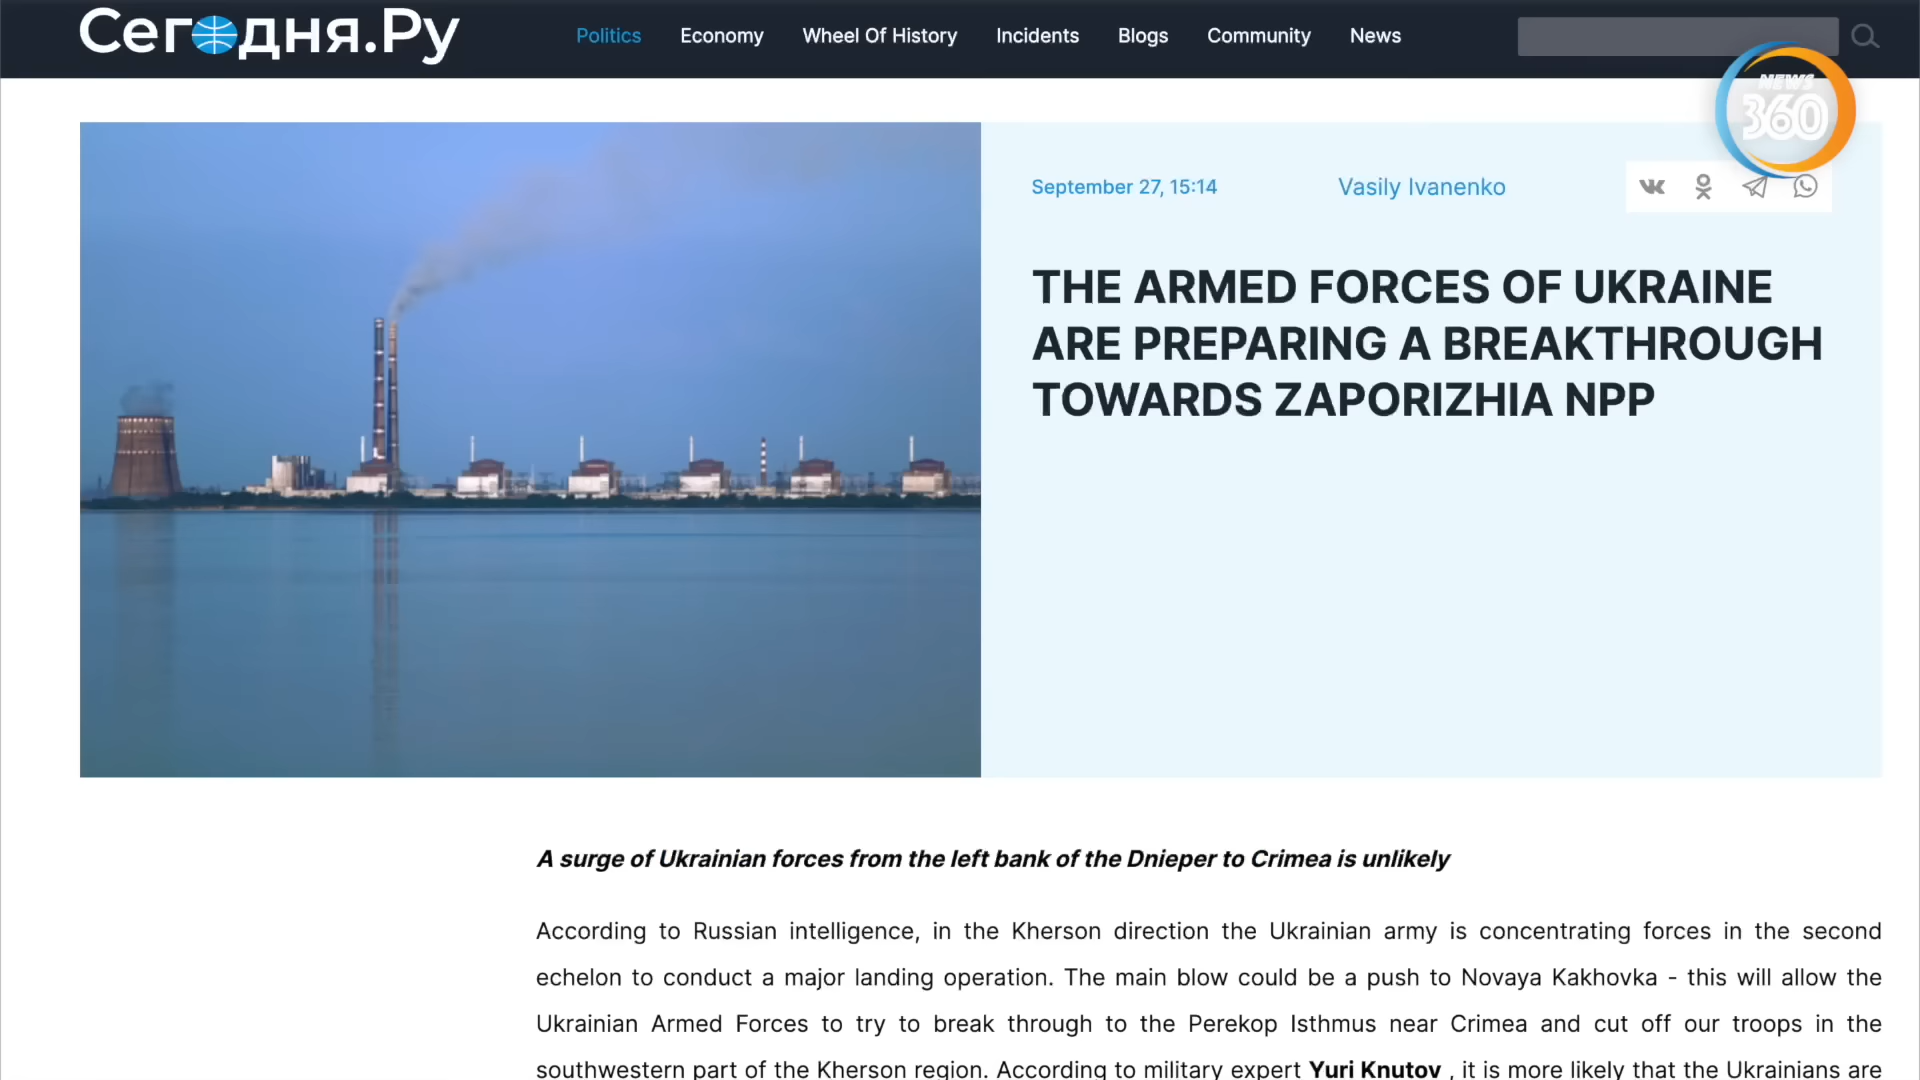 Сегодня.Ру
Politics Economy Wheel Of History Incidents Blogs Community News
NEWS
360
September 27, 15:14 Vasily Ivanenko
THE ARMED FORCES OF UKRAINE
ARE PREPARING A BREAKTHROUGH
TOWARDS ZAPORIZHIA NPP
A surge of Ukrainian forces from the left bank of the Dnieper to Crimea is unlikely
According to Russian intelligence, in the Kherson direction the Ukrainian army is concentrating forces in the second
echelon to conduct a major landing operation. The main blow could be a push to Novaya Kakhovka - this will allow the
Ukrainian Armed Forces to try to break through to the Perekop Isthmus near Crimea and cut off our troops in the
southwestern part of the Kherson region. According to military expert Yuri Knutov , it is more likely that the Ukrainians are